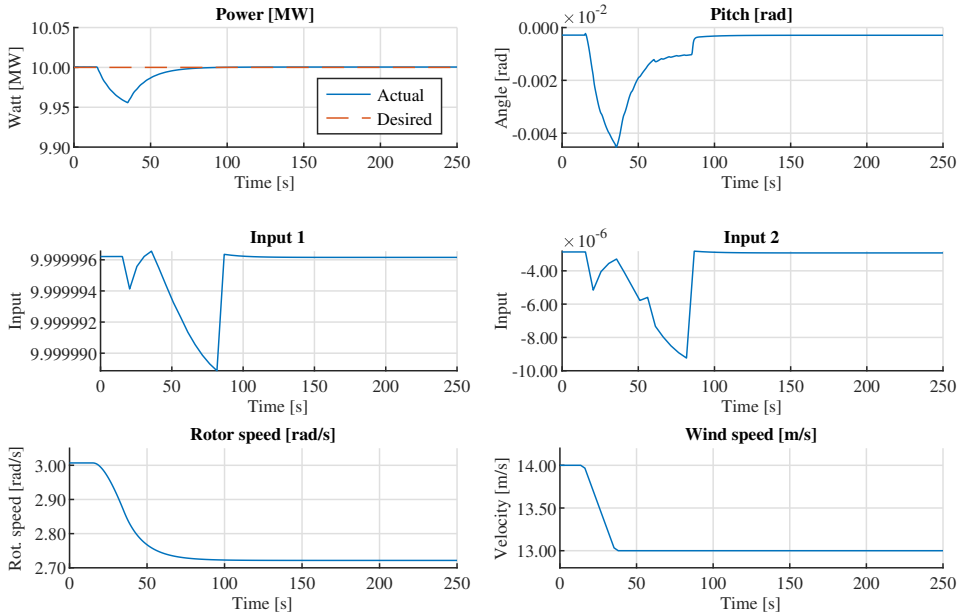 Power [MW]
Watt [MW]
10.05
10.00
9.95
9.90
0 50 100 150 200 250
Time [s]
Actual
Desired
Pitch [rad]
× 10^-2
Angle [rad]
0.000
-0.002
-0.004
0 50 100 150 200 250
Time [s]
Input 1
Input
9.999996
9.999994
9.999992
9.999990
0 50 100 150 200 250
Time [s]
Input 2
× 10^-6
Input
-4.00
-6.00
-8.00
-10.00
0 50 100 150 200 250
Time [s]
Rotor speed [rad/s]
Rot. speed [rad/s]
3.00
2.90
2.80
2.70
0 50 100 150 200 250
Time [s]
Wind speed [m/s]
Velocity [m/s]
14.00
13.50
13.00
0 50 100 150 200 250
Time [s]